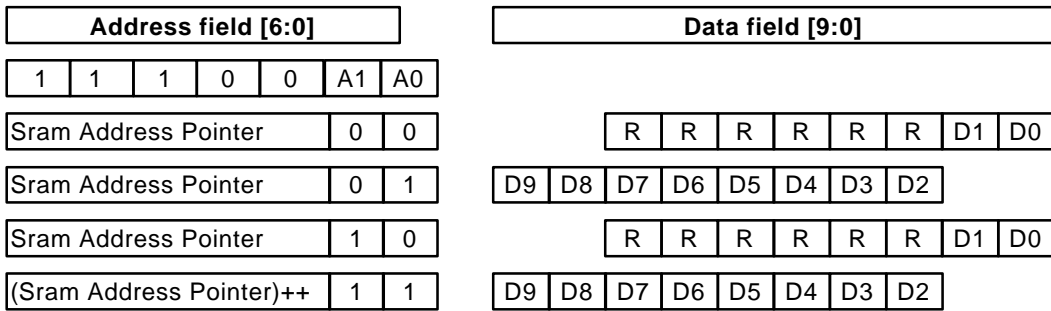 Address field [6:0] Data field [9:0]
1 1 1 0 0 A1 A0
Sram Address Pointer 0 0 R R R R R R D1 D0
Sram Address Pointer 0 1 D9 D8 D7 D6 D5 D4 D3 D2
Sram Address Pointer 1 0 R R R R R R D1 D0
(Sram Address Pointer)++ 1 1 D9 D8 D7 D6 D5 D4 D3 D2